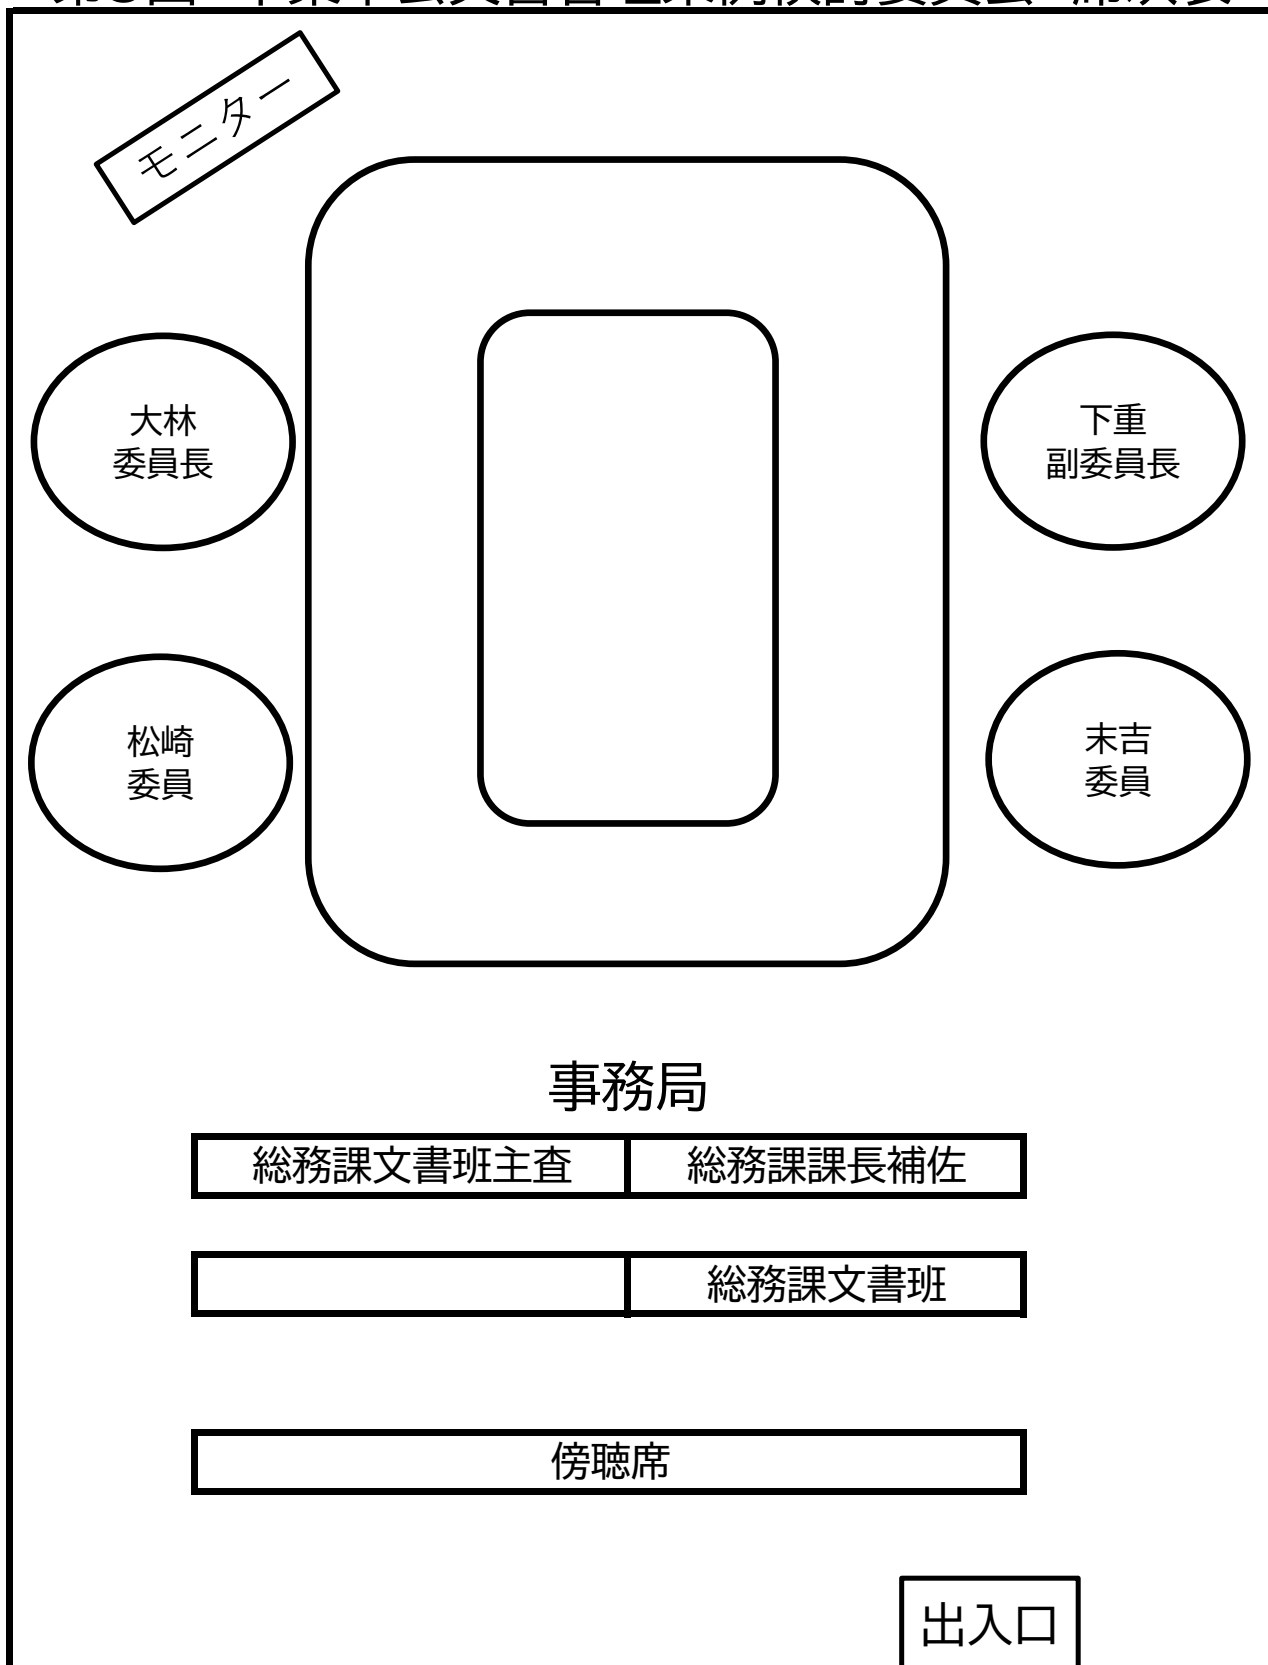 モニター
大林
委員長
下重
副委員長
松崎
委員
末吉
委員
事務局
総務課文書班主査 総務課課長補佐
総務課文書班
傍聴席
出入口